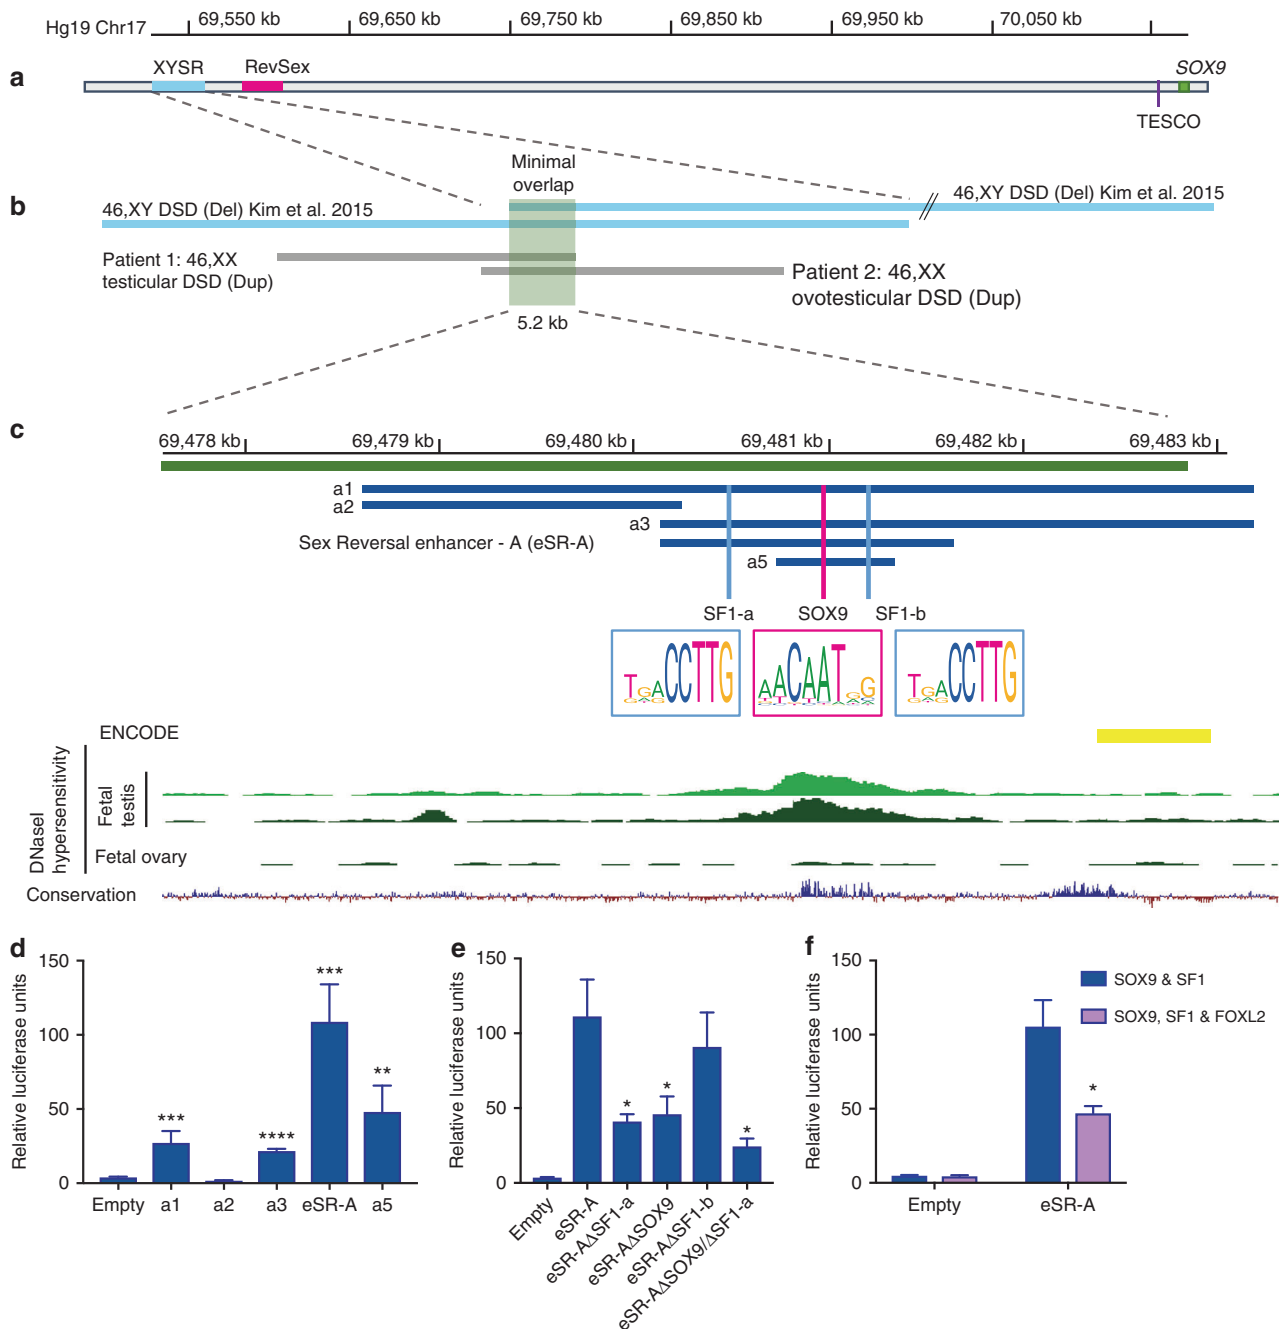 Hg19 Chr17
69,550 kb 69,650 kb 69,750 kb 69,850 kb 69,950 kb 70,050 kb
a
XYSR RevSex SOX9
TESCO
Minimal
overlap
b
46,XY DSD (Del) Kim et al. 2015
46,XY DSD (Del) Kim et al. 2015
Patient 1: 46,XX
testicular DSD (Dup)
Patient 2: 46,XX
ovotesticular DSD (Dup)
5.2 kb
c
69,478 kb 69,479 kb 69,480 kb 69,481 kb 69,482 kb 69,483 kb
a1
a2
a3
Sex Reversal enhancer - A (eSR-A)
a5
SF1-a SOX9 SF1-b
TGACCTTG AACAATGG TGACCTTG
ENCODE
DNaseI
hypersensitivity
Fetal
testis
Fetal ovary
Conservation
d
Relative luciferase units
150
100
50
0
***
****
***
**
Empty a1 a2 a3 eSR-A a5
e
Relative luciferase units
150
100
50
0
*
*
*
Empty
eSR-A
eSR-AΔSF1-a
eSR-AΔSOX9
eSR-AΔSF1-b
eSR-AΔSOX9/ΔSF1-a
f
Relative luciferase units
150
100
50
0
SOX9 & SF1
SOX9, SF1 & FOXL2
*
Empty eSR-A